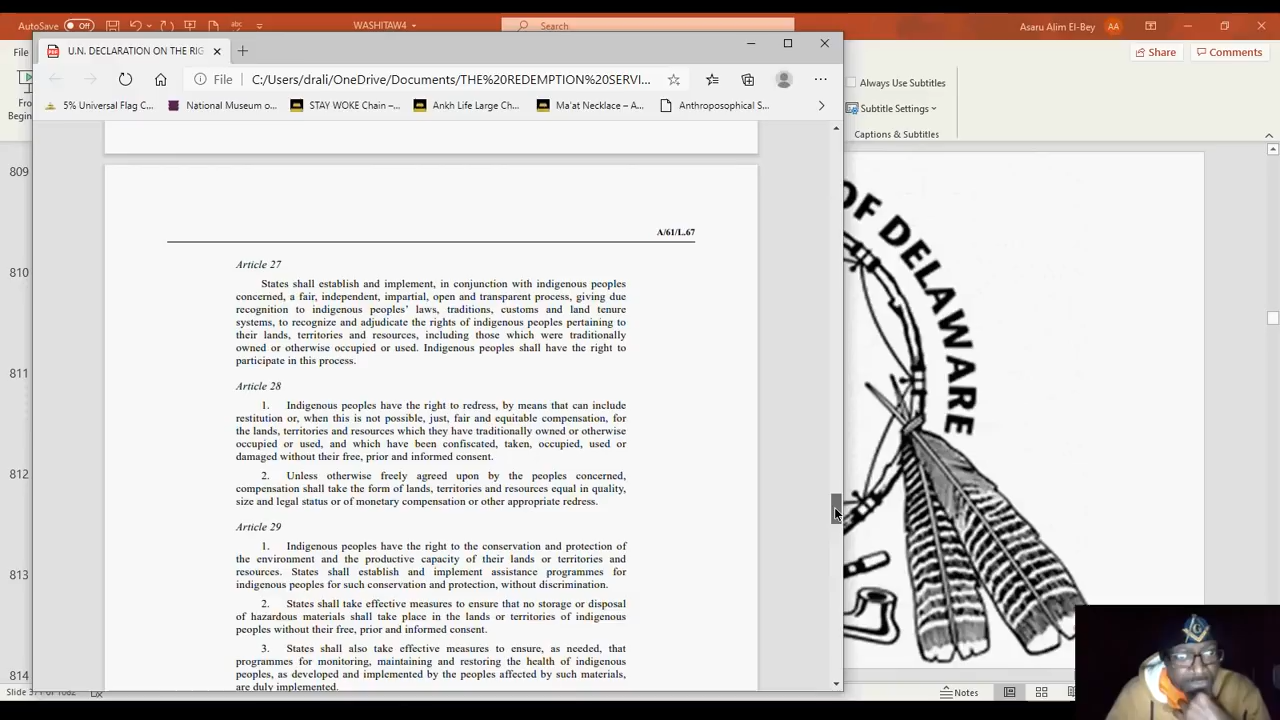 AutoSave Off
WASHITAW4
Search
Asaru Alim El-Bey AA
File
Share
Comments
U.N. DECLARATION ON THE RIG
File C:/Users/drali/OneDrive/Documents/THE%20REDEMPTION%20SERVI...
5% Universal Flag C...
National Museum o...
STAY WOKE Chain –...
Ankh Life Large Ch...
Ma'at Necklace – A...
Anthroposophical S...
Always Use Subtitles
Subtitle Settings
Captions & Subtitles
Beginn
809
810
811
812
813
814
A/61/L.67
Article 27
States shall establish and implement, in conjunction with indigenous peoples
concerned, a fair, independent, impartial, open and transparent process, giving due
recognition to indigenous peoples' laws, traditions, customs and land tenure
systems, to recognize and adjudicate the rights of indigenous peoples pertaining to
their lands, territories and resources, including those which were traditionally
owned or otherwise occupied or used. Indigenous peoples shall have the right to
participate in this process.
Article 28
1. Indigenous peoples have the right to redress, by means that can include
restitution or, when this is not possible, just, fair and equitable compensation, for
the lands, territories and resources which they have traditionally owned or otherwise
occupied or used, and which have been confiscated, taken, occupied, used or
damaged without their free, prior and informed consent.
2. Unless otherwise freely agreed upon by the peoples concerned,
compensation shall take the form of lands, territories and resources equal in quality,
size and legal status or of monetary compensation or other appropriate redress.
Article 29
1. Indigenous peoples have the right to the conservation and protection of
the environment and the productive capacity of their lands or territories and
resources. States shall establish and implement assistance programmes for
indigenous peoples for such conservation and protection, without discrimination.
2. States shall take effective measures to ensure that no storage or disposal
of hazardous materials shall take place in the lands or territories of indigenous
peoples without their free, prior and informed consent.
3. States shall also take effective measures to ensure, as needed, that
programmes for monitoring, maintaining and restoring the health of indigenous
peoples, as developed and implemented by the peoples affected by such materials,
are duly implemented.
OF DELAWARE
Notes